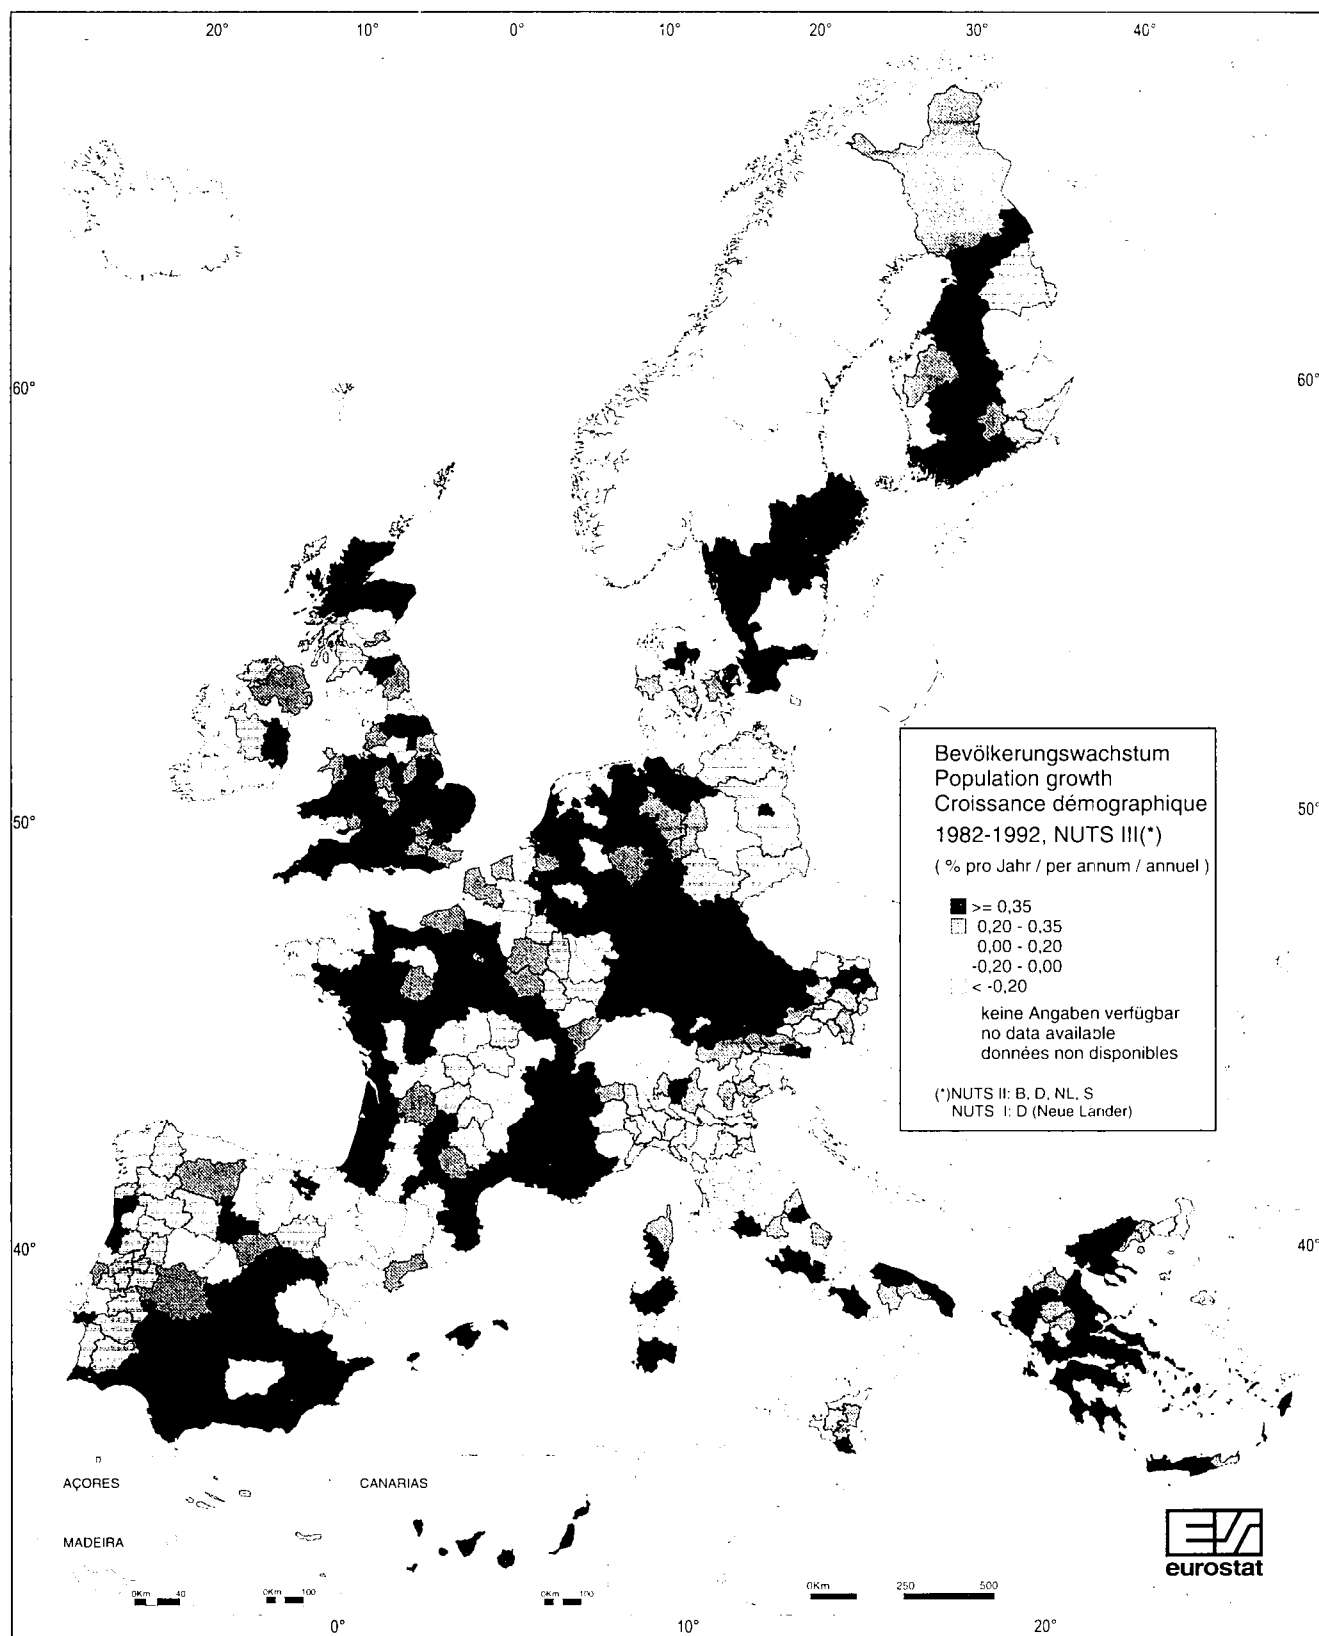 20° 10° 0° 10° 20° 30° 40°
60° 60°
50° 50°
40° 40°
Bevölkerungswachstum
Population growth
Croissance démographique
1982-1992, NUTS III(*)
( % pro Jahr / per annum / annuel )
>= 0,35
0,20 - 0,35
0,00 - 0,20
-0,20 - 0,00
< -0,20
keine Angaben verfügbar
no data available
données non disponibles
(*)NUTS II: B, D, NL, S
NUTS I: D (Neue Lander)
AÇORES
CANARIAS
MADEIRA
eurostat
0Km 40
0Km 100
0Km 100
0Km 250 500
0° 10° 20°